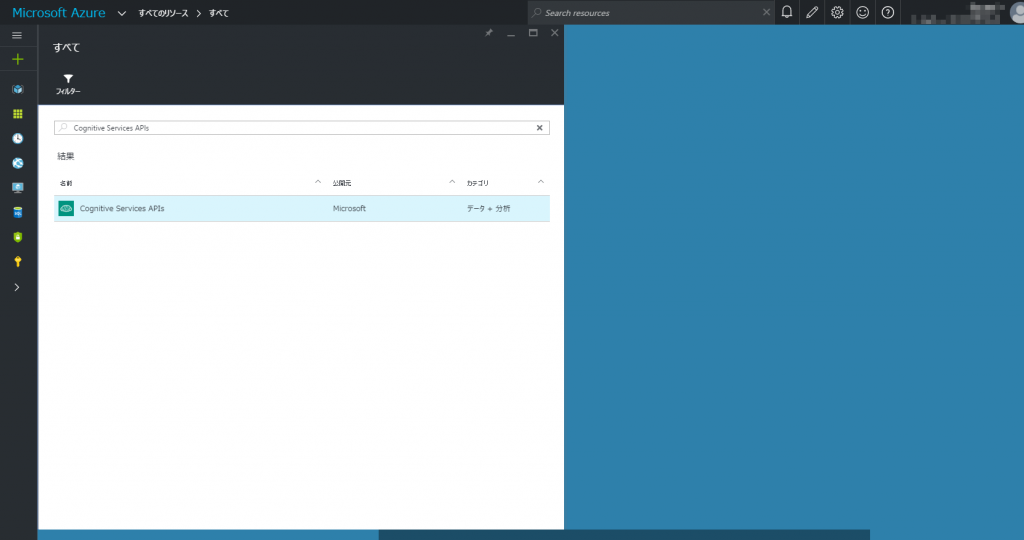 Microsoft Azure すべてのリソース > すべて Search resources
すべて
フィルター
Cognitive Services APIs
結果
名前 公開元 カテゴリ
Cognitive Services APIs Microsoft データ + 分析